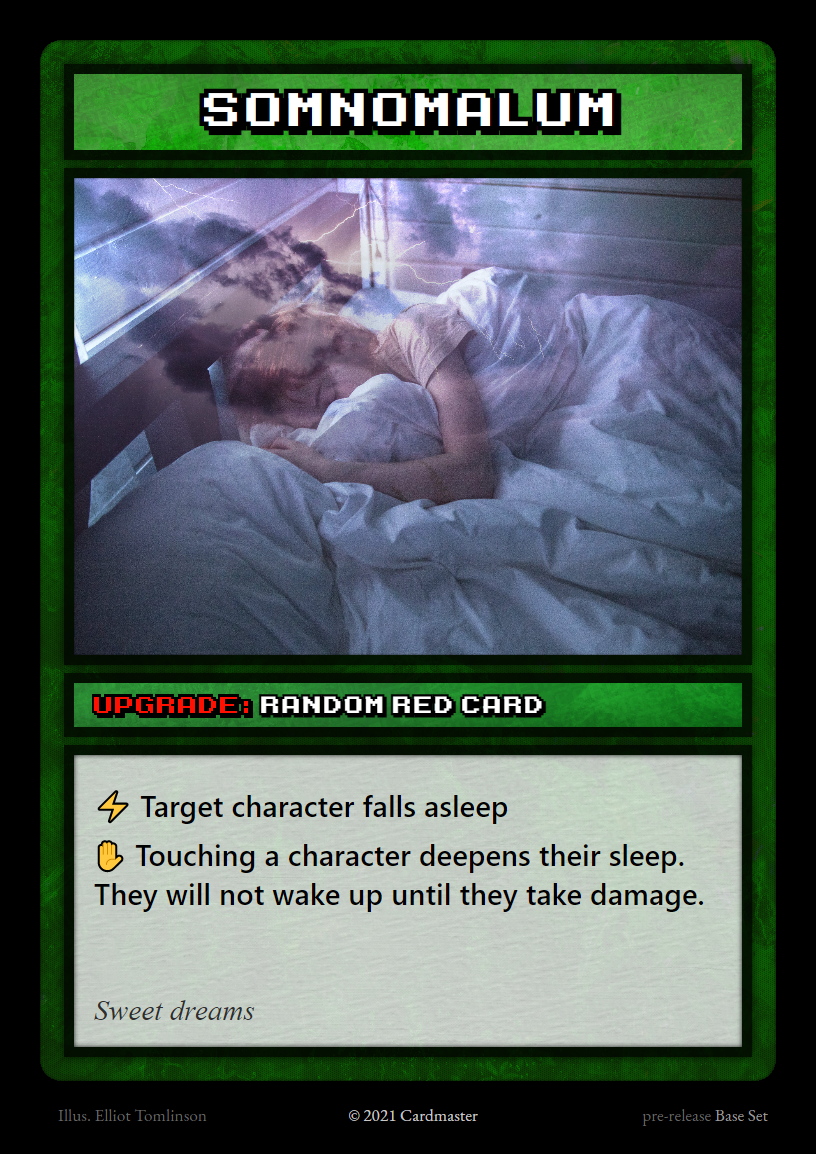 SOMNOMALUM
UPGRADE: RANDOM RED CARD
⚡ Target character falls asleep
✋ Touching a character deepens their sleep.
They will not wake up until they take damage.
Sweet dreams
Illus. Elliot Tomlinson © 2021 Cardmaster pre-release Base Set